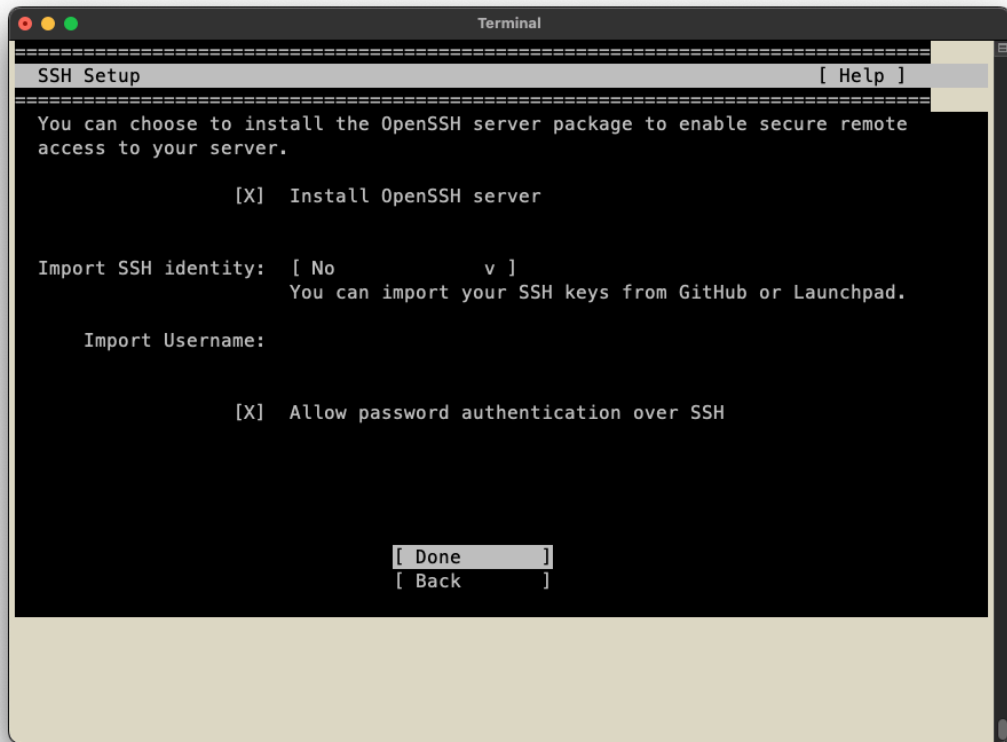 Terminal
================================================================================
SSH Setup [ Help ]
================================================================================
You can choose to install the OpenSSH server package to enable secure remote
access to your server.
[X] Install OpenSSH server
Import SSH identity: [ No v ]
You can import your SSH keys from GitHub or Launchpad.
Import Username:
[X] Allow password authentication over SSH
[ Done ]
[ Back ]